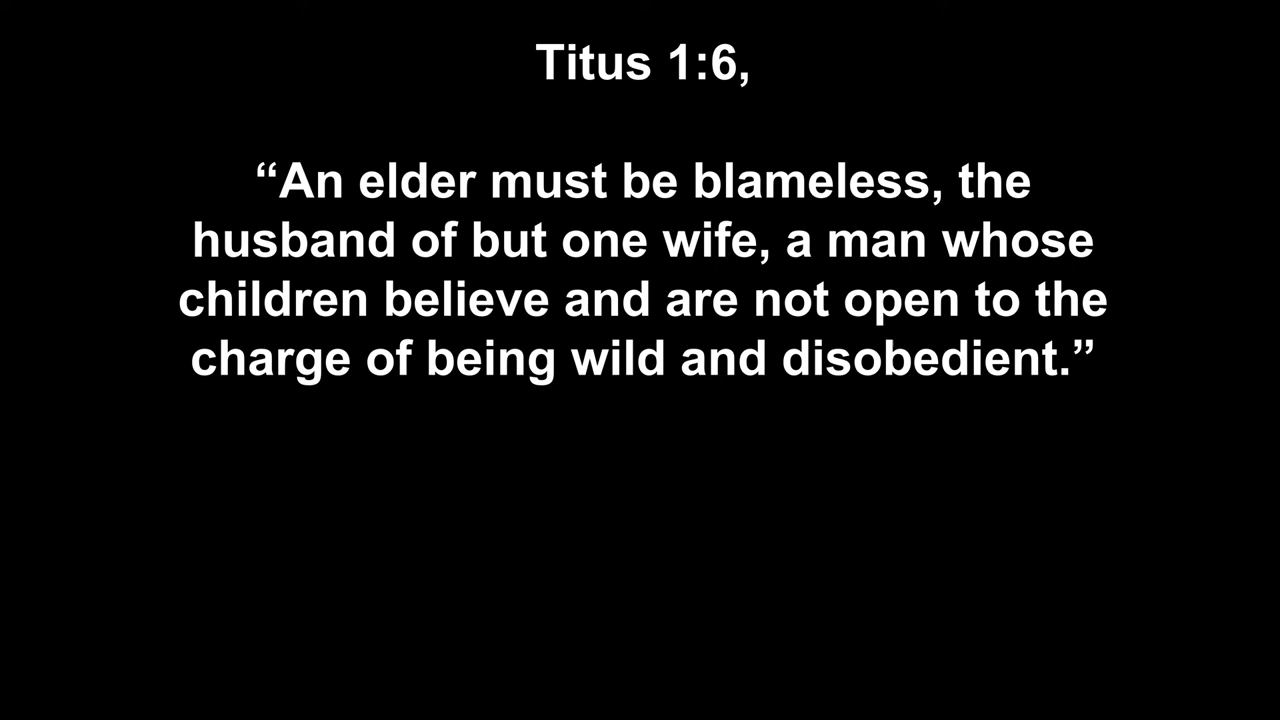 Titus 1:6,
“An elder must be blameless, the
husband of but one wife, a man whose
children believe and are not open to the
charge of being wild and disobedient.”